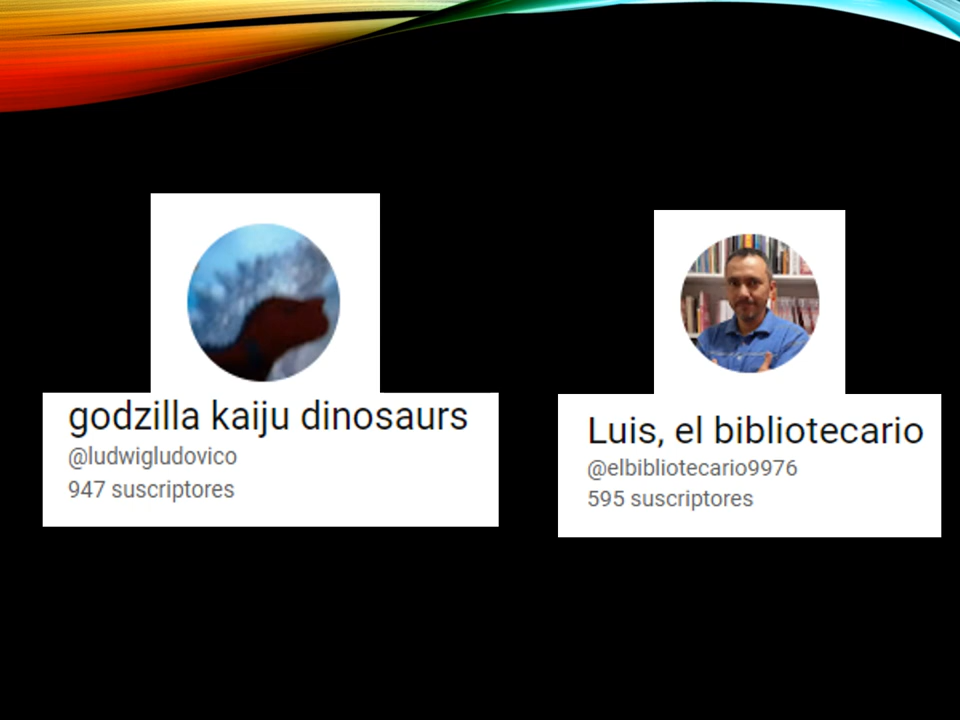 godzilla kaiju dinosaurs
@ludwigludovico
947 suscriptores
Luis, el bibliotecario
@elbibliotecario9976
595 suscriptores